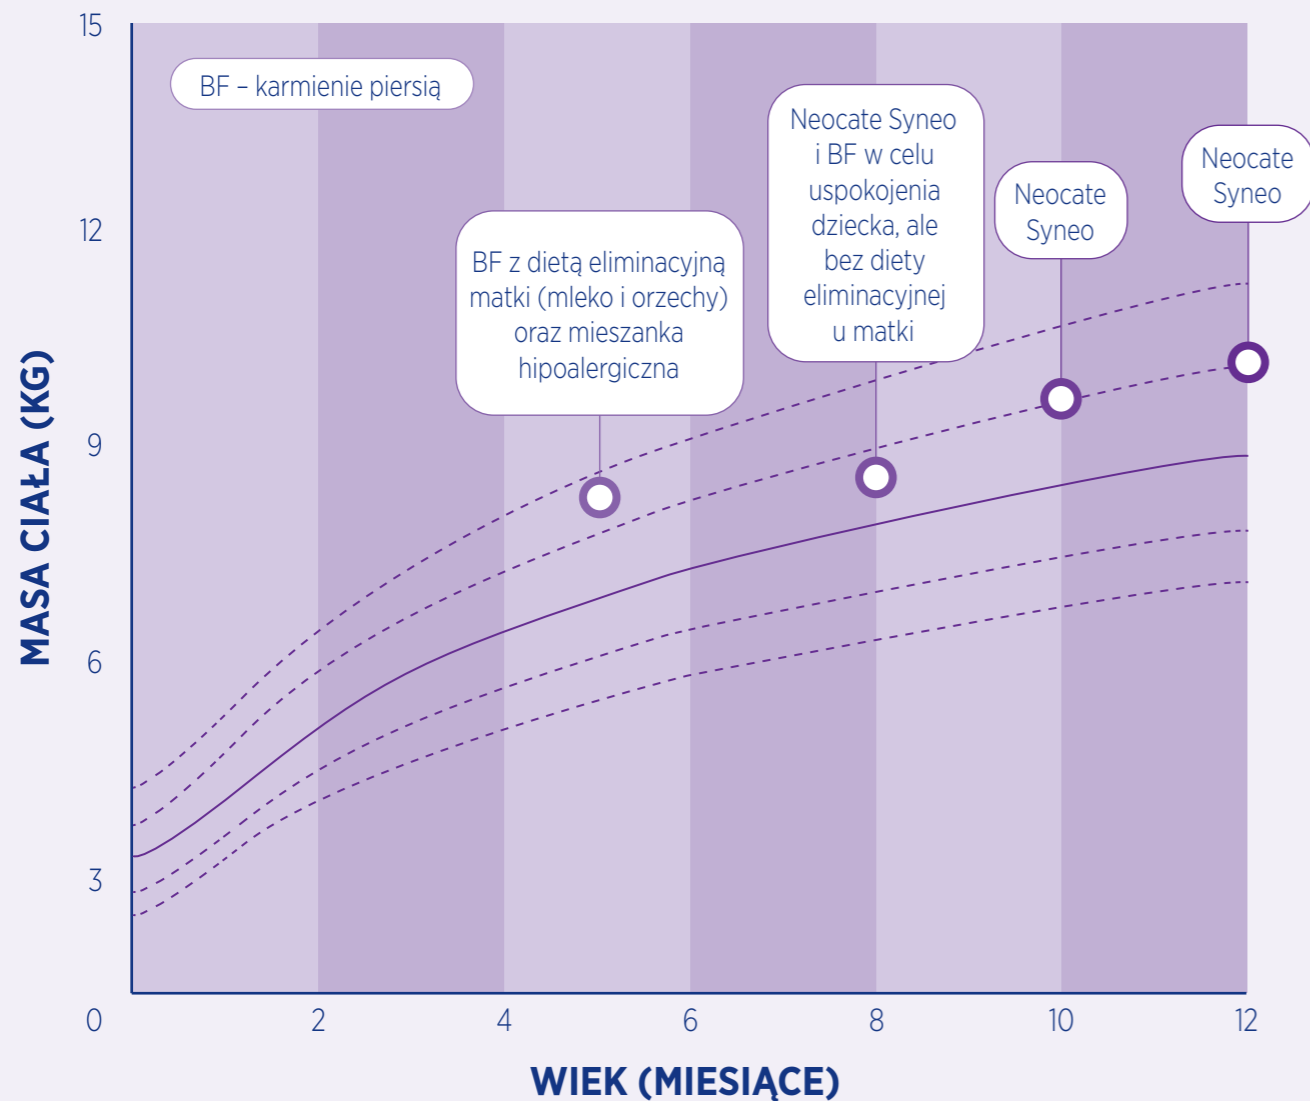 15
BF – karmienie piersią
Neocate Syneo
i BF w celu
uspokojenia
dziecka, ale
bez diety
eliminacyjnej
u matki
Neocate
Syneo
Neocate
Syneo
12
BF z dietą eliminacyjną
matki (mleko i orzechy)
oraz mieszanka
hipoalergiczna
9
6
3
0
MASA CIAŁA (KG)
2
4
6
8
10
12
WIEK (MIESIĄCE)